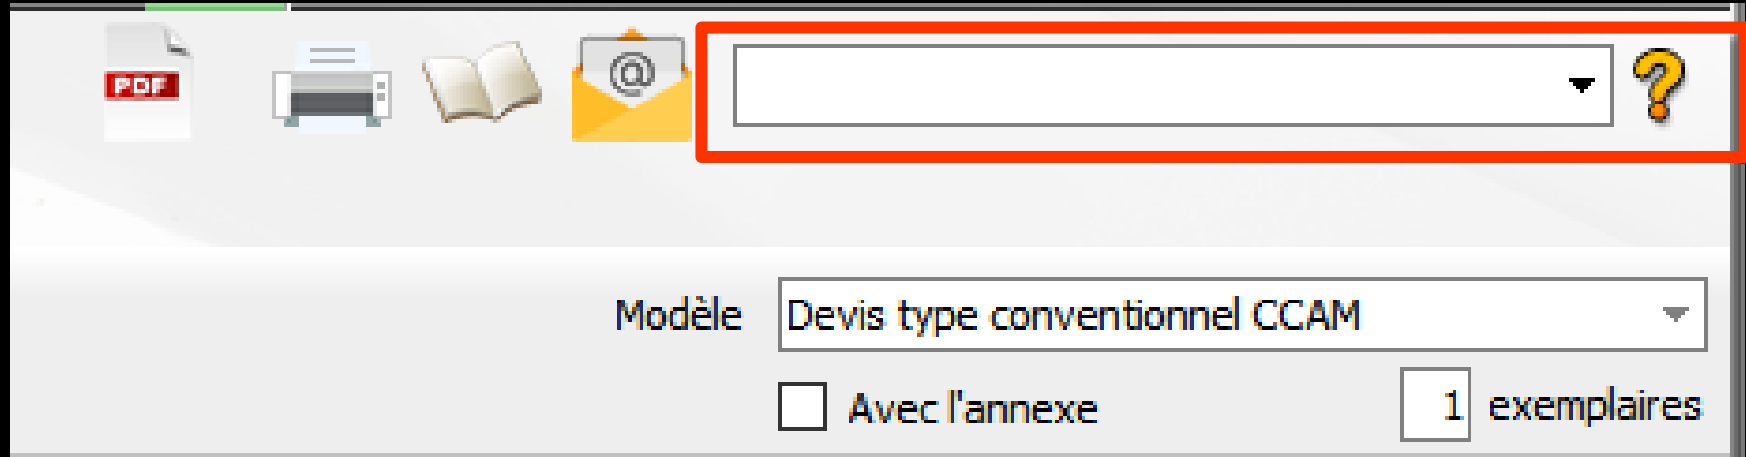 PDF @ ?
Modèle Devis type conventionnel CCAM
Avec l'annexe 1 exemplaires